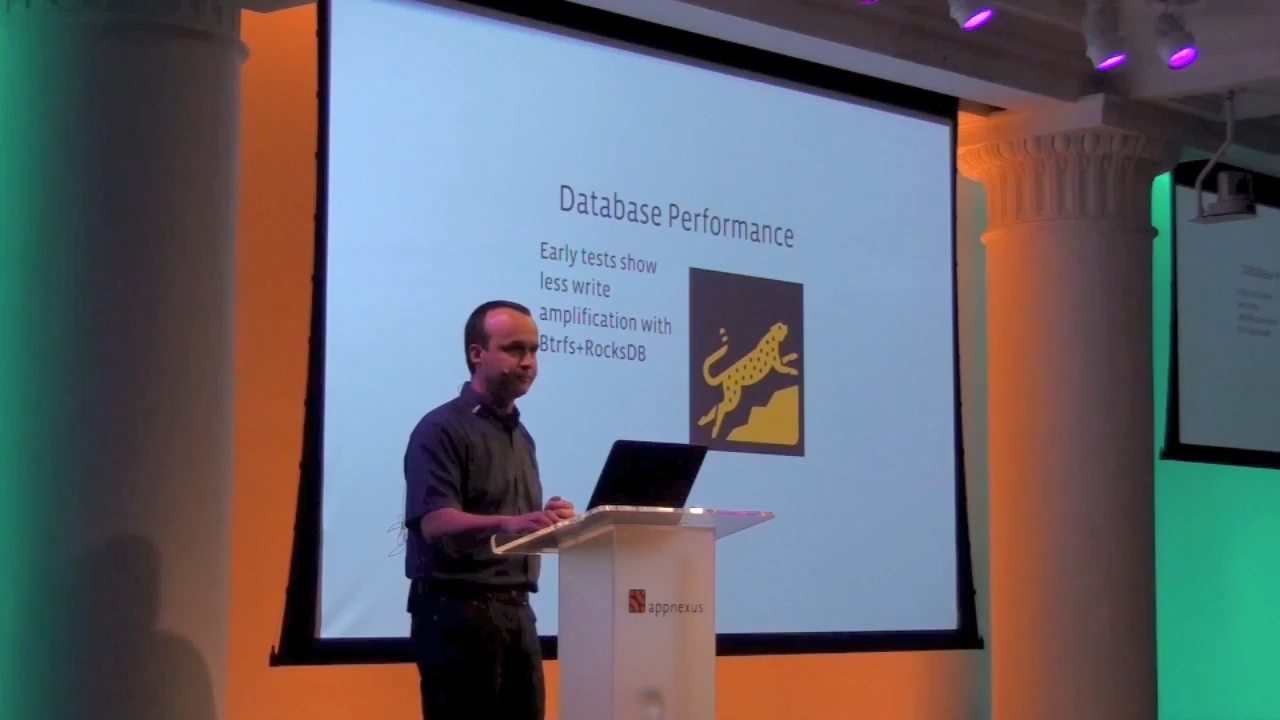 Database Performance
Early tests show
less write
amplification with
Btrfs+RocksDB
appnexus